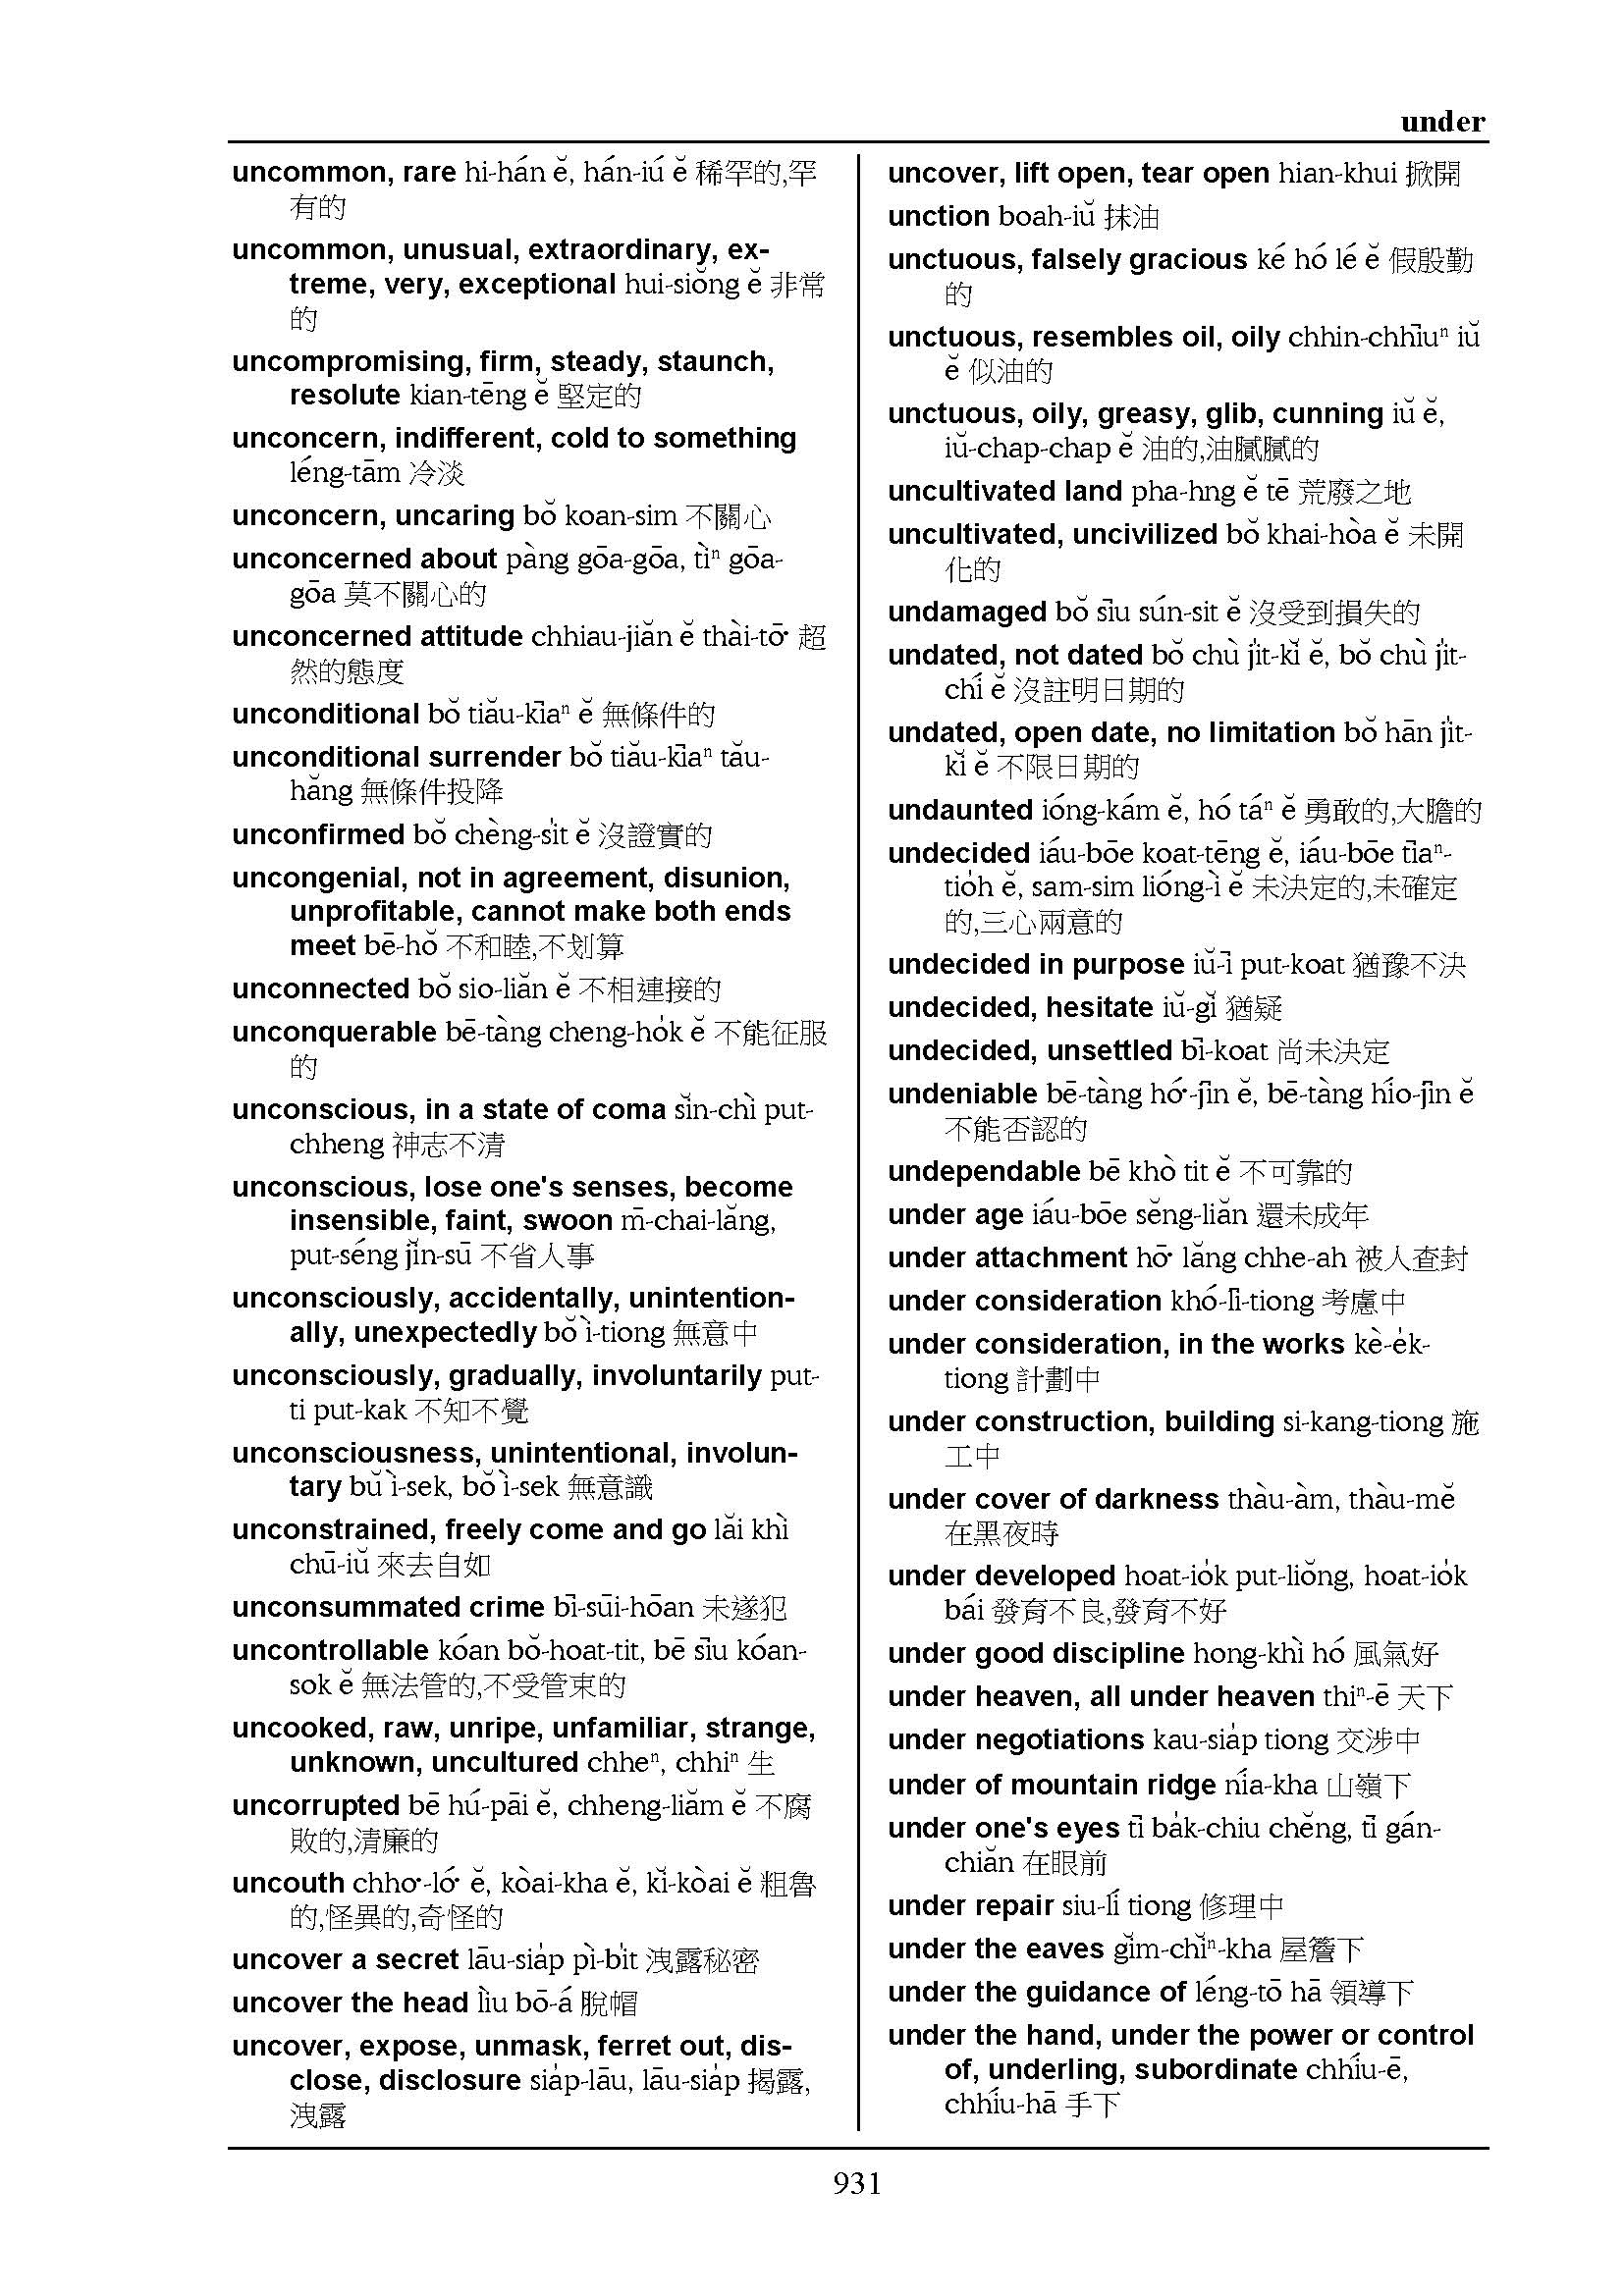 under
uncommon, rare hi-hán ĕ, hán-iú ĕ 稀罕的,罕
有的
uncommon, unusual, extraordinary, ex-
treme, very, exceptional hui-siŏng ĕ 非常
的
uncompromising, firm, steady, staunch,
resolute kian-tēng ĕ 堅定的
unconcern, indifferent, cold to something
léng-tām 冷淡
unconcern, uncaring bŏ koan-sim 不關心
unconcerned about pàng gōa-gōa, tìⁿ gōa-
gōa 莫不關心的
unconcerned attitude chhiau-jiăn ĕ thài-tō͘ 超
然的態度
unconditional bŏ tiău-kīaⁿ ĕ 無條件的
unconditional surrender bŏ tiău-kīaⁿ tău-
hăng 無條件投降
unconfirmed bŏ chèng-si̍t ĕ 沒證實的
uncongenial, not in agreement, disunion,
unprofitable, cannot make both ends
meet bē-hŏ 不和睦,不划算
unconnected bŏ sio-liăn ĕ 不相連接的
unconquerable bē-tàng cheng-ho̍k ĕ 不能征服
的
unconscious, in a state of coma sĭn-chì put-
chheng 神志不清
unconscious, lose one's senses, become
insensible, faint, swoon m̄-chai-lăng,
put-séng jĭn-sū 不省人事
unconsciously, accidentally, unintention-
ally, unexpectedly bŏ ì-tiong 無意中
unconsciously, gradually, involuntarily put-
ti put-kak 不知不覺
unconsciousness, unintentional, involun-
tary bŭ ì-sek, bŏ ì-sek 無意識
unconstrained, freely come and go lăi khì
chū-iŭ 來去自如
unconsummated crime bī-sūi-hōan 未遂犯
uncontrollable kóan bŏ-hoat-tit, bē sīu kóan-
sok ĕ 無法管的,不受管束的
uncooked, raw, unripe, unfamiliar, strange,
unknown, uncultured chheⁿ, chhiⁿ 生
uncorrupted bē hú-pāi ĕ, chheng-liăm ĕ 不腐
敗的,清廉的
uncouth chho͘-ló͘ ĕ, kòai-kha ĕ, kĭ-kòai ĕ 粗魯
的,怪異的,奇怪的
uncover a secret lāu-sia̍p pì-bi̍t 洩露秘密
uncover the head lìu bō-á 脫帽
uncover, expose, unmask, ferret out, dis-
close, disclosure sia̍p-lāu, lāu-sia̍p 揭露,
洩露
uncover, lift open, tear open hian-khui 掀開
unction boah-iŭ 抹油
unctuous, falsely gracious ké hó lé ĕ 假殷勤
的
unctuous, resembles oil, oily chhin-chhīuⁿ iŭ
ĕ 似油的
unctuous, oily, greasy, glib, cunning iŭ ĕ,
iŭ-chap-chap ĕ 油的,油膩膩的
uncultivated land pha-hng ĕ tē 荒廢之地
uncultivated, uncivilized bŏ khai-hòa ĕ 未開
化的
undamaged bŏ sīu sún-sit ĕ 沒受到損失的
undated, not dated bŏ chù ji̍t-kĭ ĕ, bŏ chù ji̍t-
chí ĕ 沒註明日期的
undated, open date, no limitation bŏ hān ji̍t-
kĭ ĕ 不限日期的
undaunted ióng-kám ĕ, hó táⁿ ĕ 勇敢的,大膽的
undecided iáu-bōe koat-tēng ĕ, iáu-bōe tīaⁿ-
tio̍h ĕ, sam-sim lióng-ì ĕ 未決定的,未確定
的,三心兩意的
undecided in purpose iŭ-ī put-koat 猶豫不決
undecided, hesitate iŭ-gĭ 猶疑
undecided, unsettled bī-koat 尚未決定
undeniable bē-tàng hó͘-jīn ĕ, bē-tàng hío-jīn ĕ
不能否認的
undependable bē khò tit ĕ 不可靠的
under age iáu-bōe sĕng-liăn 還未成年
under attachment hō͘ lăng chhe-ah 被人查封
under consideration khó-lī-tiong 考慮中
under consideration, in the works kè-e̍k-
tiong 計劃中
under construction, building si-kang-tiong 施
工中
under cover of darkness thàu-àm, thàu-mĕ
在黑夜時
under developed hoat-io̍k put-liŏng, hoat-io̍k
bái 發育不良,發育不好
under good discipline hong-khì hó 風氣好
under heaven, all under heaven thiⁿ-ē 天下
under negotiations kau-sia̍p tiong 交涉中
under of mountain ridge nía-kha 山嶺下
under one's eyes tī ba̍k-chiu chĕng, tī gán-
chiăn 在眼前
under repair siu-lí tiong 修理中
under the eaves gĭm-chĭⁿ-kha 屋簷下
under the guidance of léng-tō hā 領導下
under the hand, under the power or control
of, underling, subordinate chhíu-ē,
chhíu-hā 手下
931